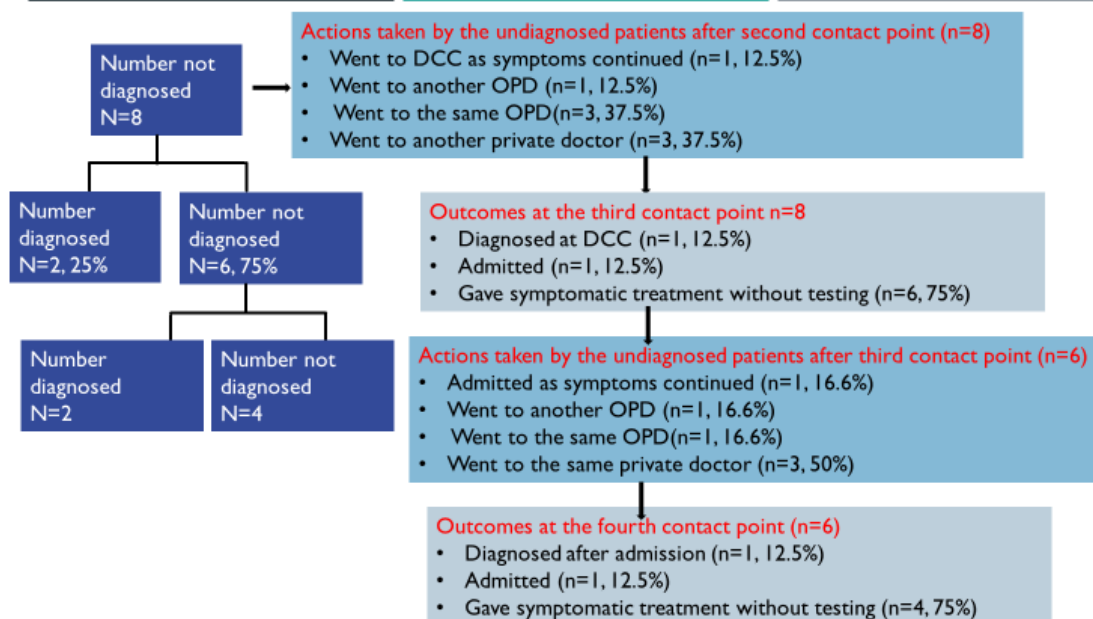 Number not
diagnosed
N=8
Actions taken by the undiagnosed patients after second contact point (n=8)
• Went to DCC as symptoms continued (n=1, 12.5%)
• Went to another OPD (n=1, 12.5%)
• Went to the same OPD(n=3, 37.5%)
• Went to another private doctor (n=3, 37.5%)
Number
diagnosed
N=2, 25%
Number not
diagnosed
N=6, 75%
Outcomes at the third contact point n=8
• Diagnosed at DCC (n=1, 12.5%)
• Admitted (n=1, 12.5%)
• Gave symptomatic treatment without testing (n=6, 75%)
Number
diagnosed
N=2
Number not
diagnosed
N=4
Actions taken by the undiagnosed patients after third contact point (n=6)
• Admitted as symptoms continued (n=1, 16.6%)
• Went to another OPD (n=1, 16.6%)
• Went to the same OPD(n=1, 16.6%)
• Went to the same private doctor (n=3, 50%)
Outcomes at the fourth contact point (n=6)
• Diagnosed after admission (n=1, 12.5%)
• Admitted (n=1, 12.5%)
• Gave symptomatic treatment without testing (n=4, 75%)